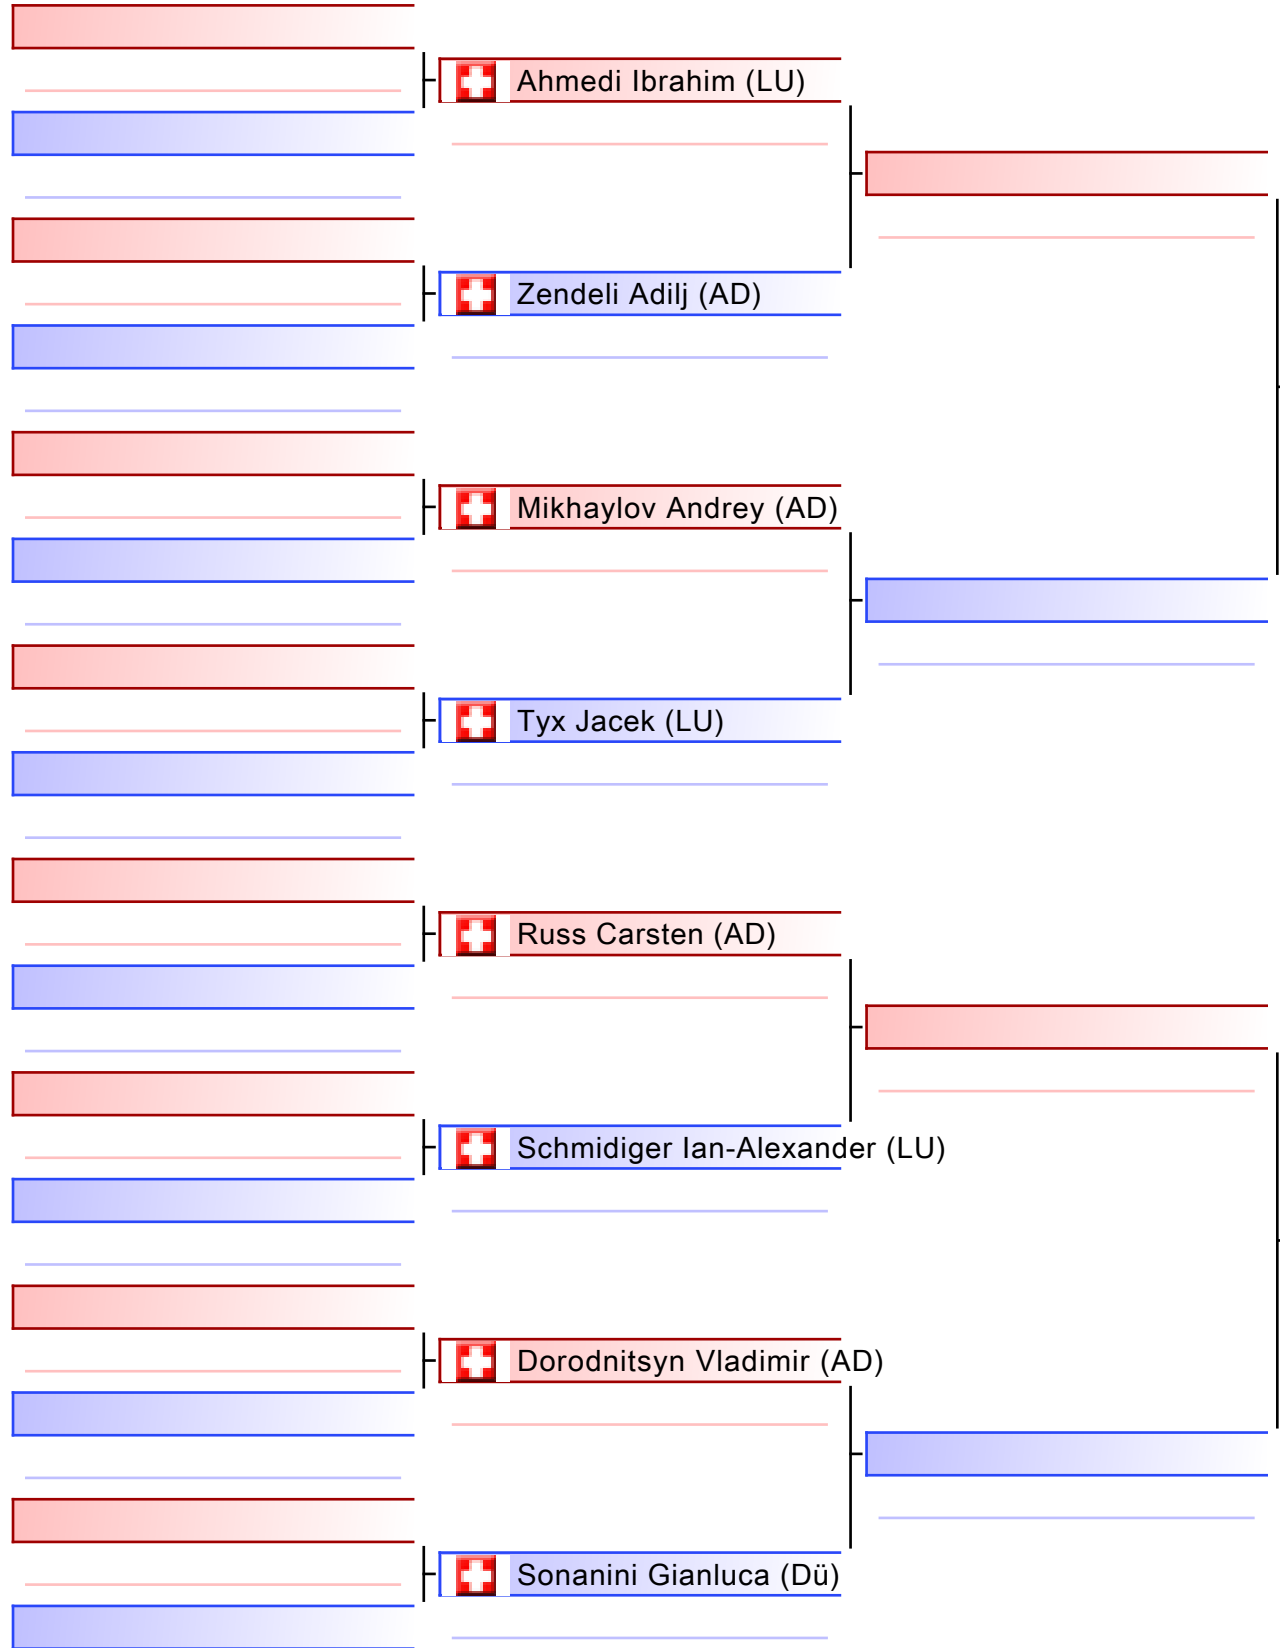 Ahmedi Ibrahim (LU)
Zendeli Adilj (AD)
Mikhaylov Andrey (AD)
Tyx Jacek (LU)
Russ Carsten (AD)
Schmidiger Ian-Alexander (LU)
Dorodnitsyn Vladimir (AD)
Sonanini Gianluca (Dü)